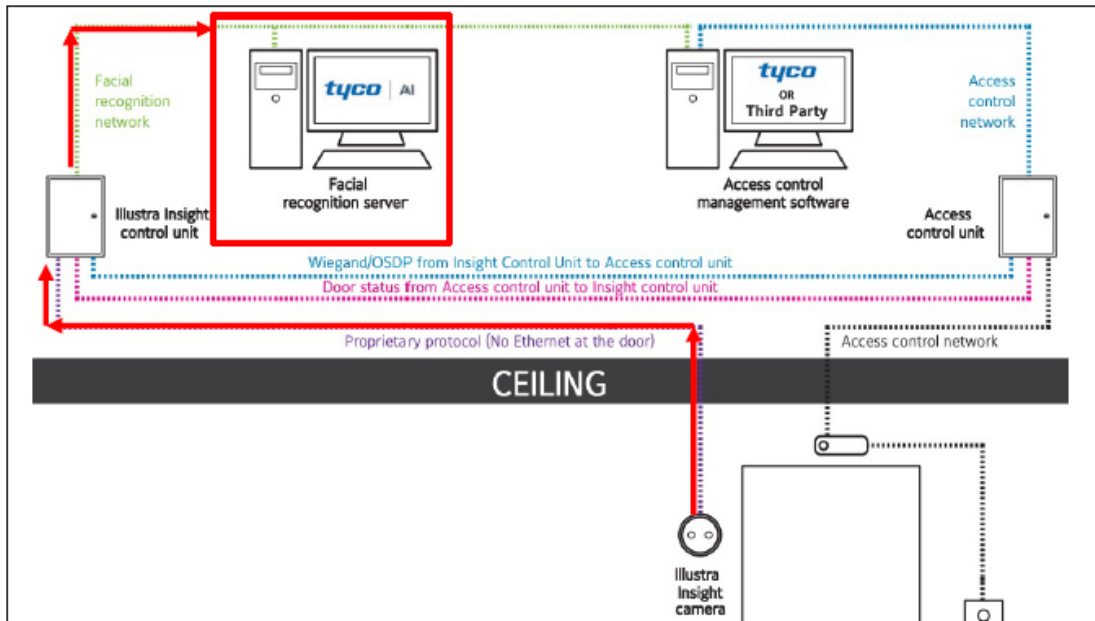 Facial
recognition
network
tyco | AI
Facial
recognition server
tyco
OR
Third Party
Access control
management software
Access
control
network
Illustra Insight
control unit
Access
control unit
Wiegand/OSDP from Insight Control Unit to Access control unit
Door status from Access control unit to Insight control unit
Proprietary protocol (No Ethernet at the door)
Access control network
CEILING
Illustra
Insight
camera